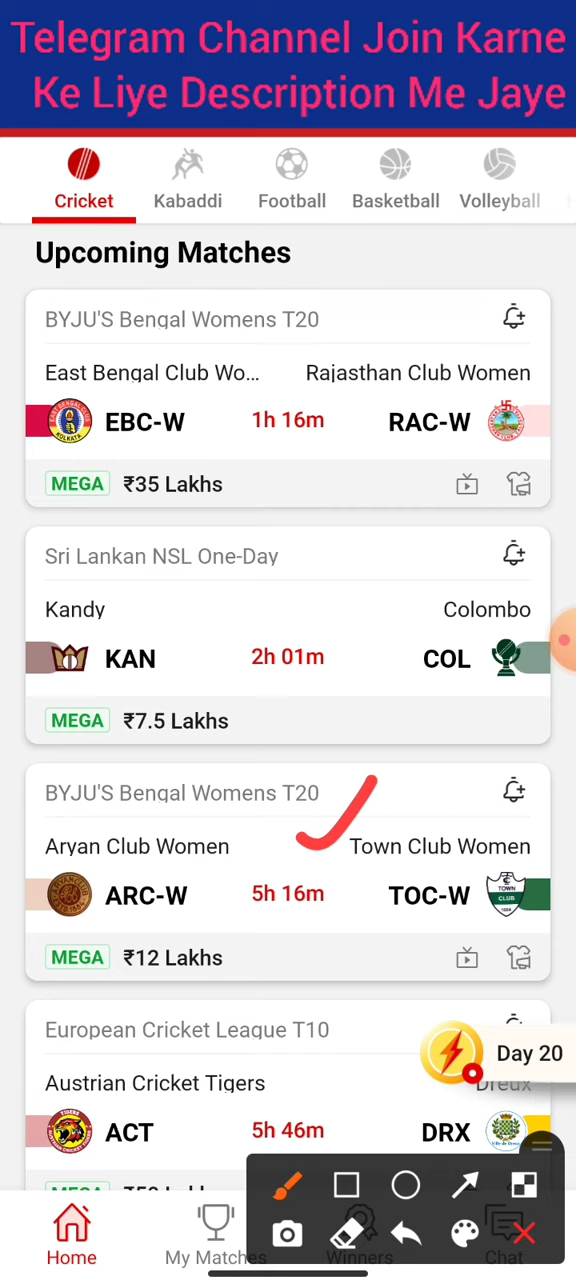 Telegram Channel Join Karne
Ke Liye Description Me Jaye
Cricket Kabaddi Football Basketball Volleyball
Upcoming Matches
BYJU'S Bengal Womens T20
East Bengal Club Wo... Rajasthan Club Women
EBC-W 1h 16m RAC-W
MEGA ₹35 Lakhs
Sri Lankan NSL One-Day
Kandy Colombo
KAN 2h 01m COL
MEGA ₹7.5 Lakhs
BYJU'S Bengal Womens T20
Aryan Club Women Town Club Women
ARC-W 5h 16m TOC-W
MEGA ₹12 Lakhs
European Cricket League T10
Day 20
Austrian Cricket Tigers Dreux
ACT 5h 46m DRX
Home My Matches Winners Chat